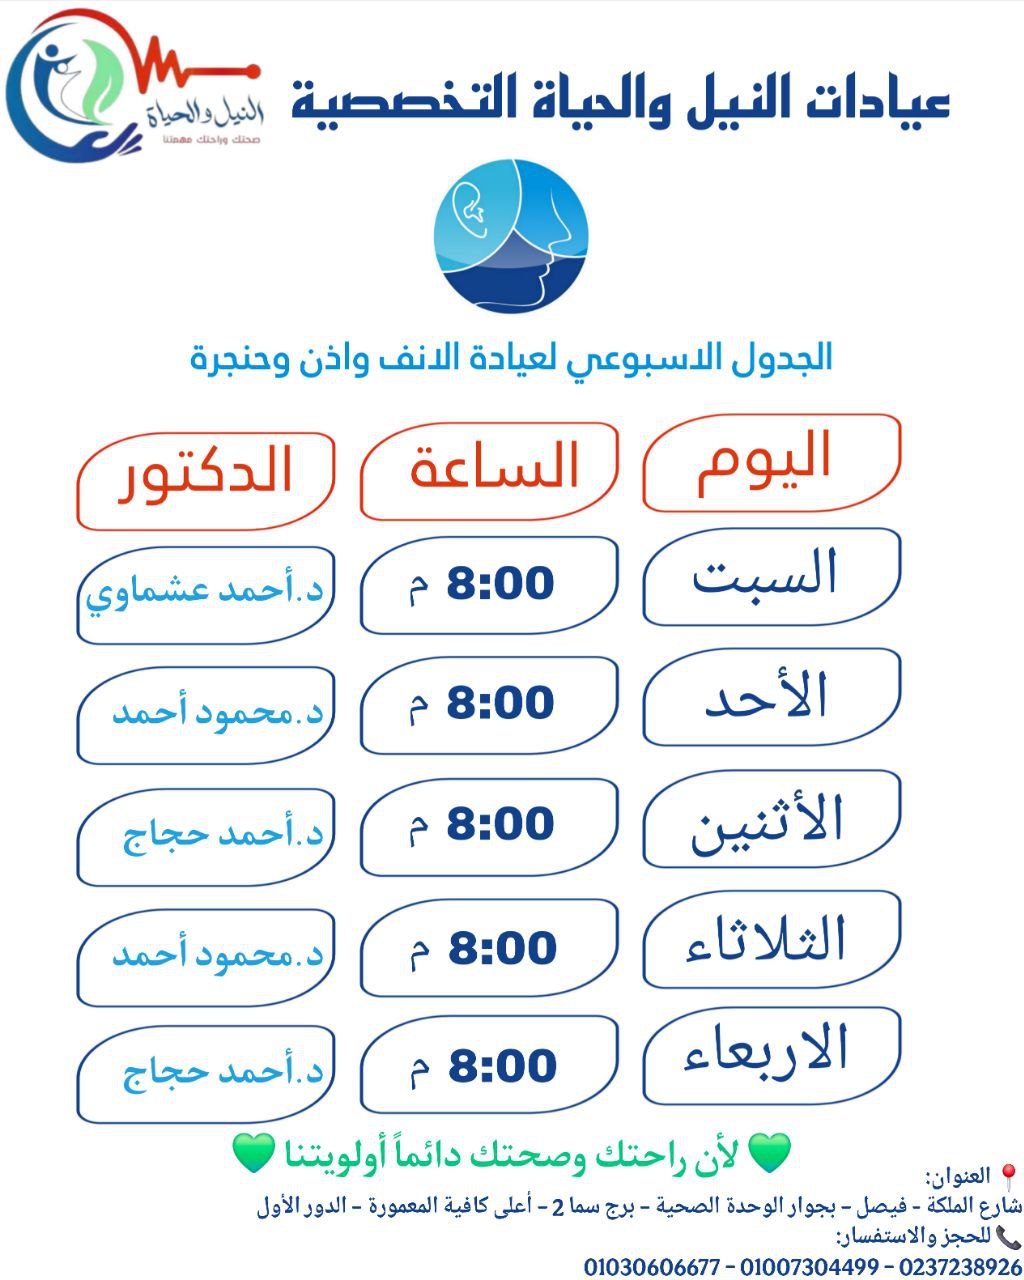 النيل والحياة
صحتك وراحتك مهمتنا
عيادات النيل والحياة التخصصية
الجدول الاسبوعي لعيادة الانف واذن وحنجرة
اليوم الساعة الدكتور
السبت 8:00 م د.أحمد عشماوي
الأحد 8:00 م د.محمود أحمد
الأثنين 8:00 م د.أحمد حجاج
الثلاثاء 8:00 م د.محمود أحمد
الاربعاء 8:00 م د.أحمد حجاج
💚 لأن راحتك وصحتك دائماً أولويتنا 💚
📍 العنوان:
شارع الملكة - فيصل - بجوار الوحدة الصحية - برج سما 2 - أعلى كافية المعمورة - الدور الأول
📞 للحجز والاستفسار:
01030606677 - 01007304499 - 0237238926